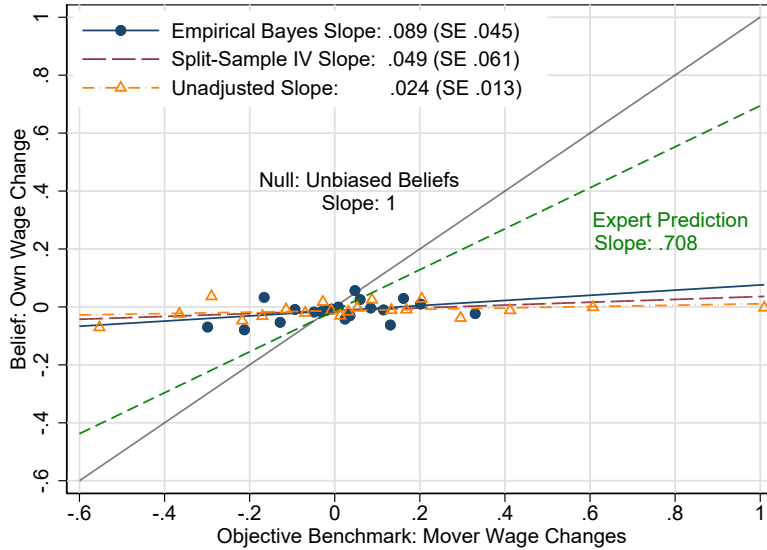 Empirical Bayes Slope: .089 (SE .045)
Split-Sample IV Slope: .049 (SE .061)
Unadjusted Slope: .024 (SE .013)
Null: Unbiased Beliefs
Slope: 1
Expert Prediction
Slope: .708
Belief: Own Wage Change
1
.8
.6
.4
.2
0
-.2
-.4
-.6
-.6
-.4
-.2
0
.2
.4
.6
.8
1
Objective Benchmark: Mover Wage Changes